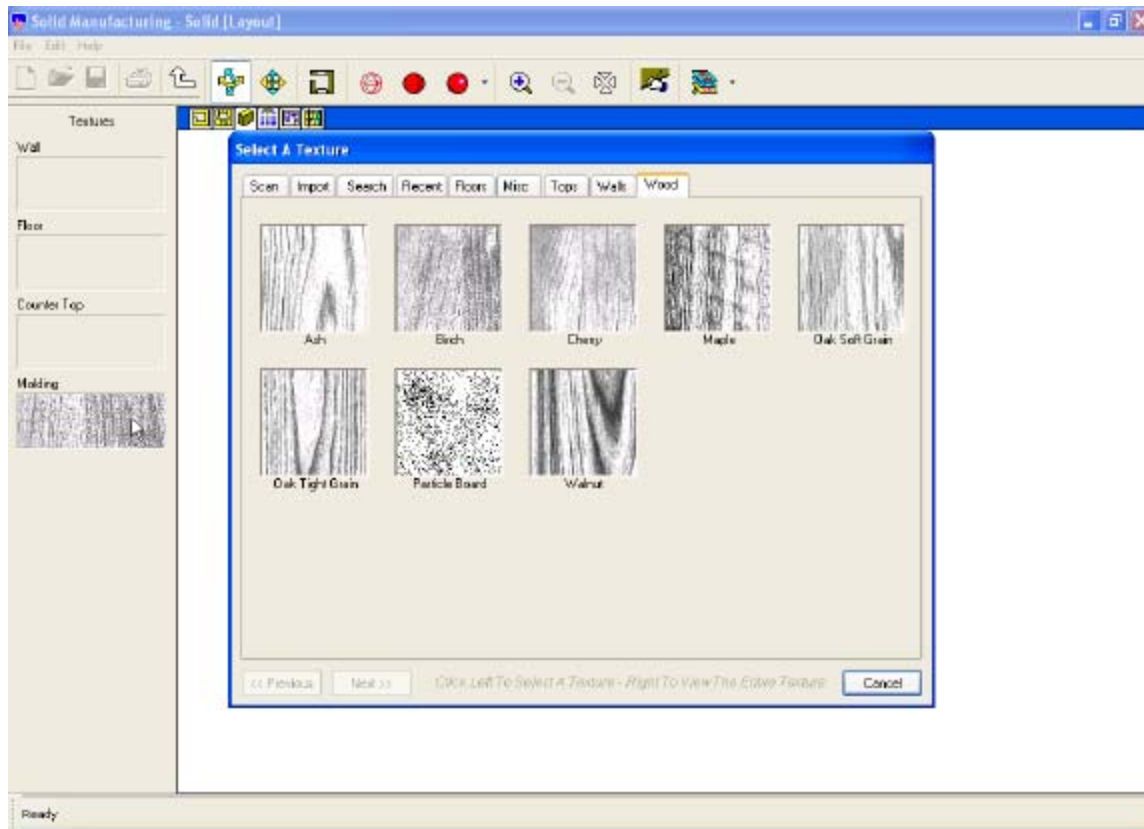 Solid Manufacturing - Solid [Layout]
File Edit Help
Textures
Wall
Floor
Counter Top
Molding
Select A Texture
Scan Import Search Recent Floors Misc Tops Walls Wood
Ash Birch Cherry Maple Oak Soft Grain
Oak Tight Grain Particle Board Walnut
<< Previous Next >> Click Left To Select A Texture - Right To View The Entire Texture Cancel
Ready